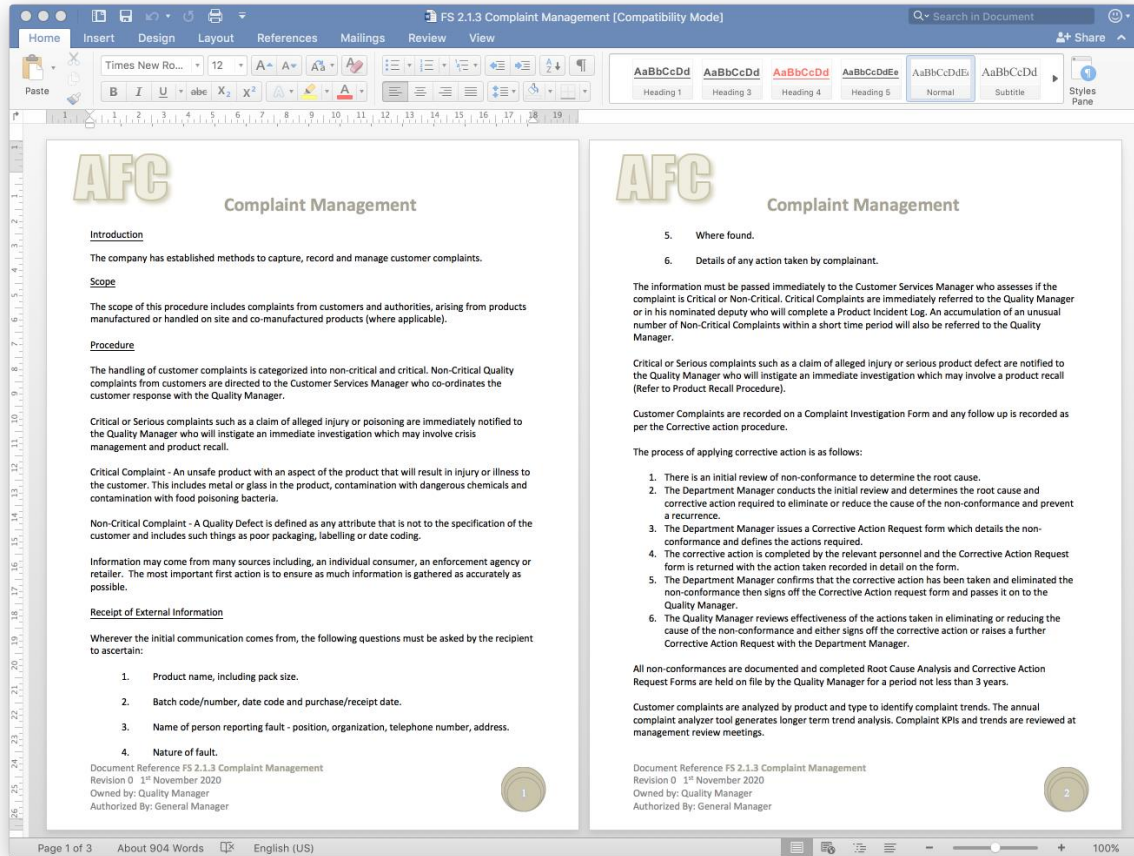 FS 2.1.3 Complaint Management [Compatibility Mode]
Search in Document
Home Insert Design Layout References Mailings Review View
Share
Paste
Times New Ro... 12
AaBbCcDd AaBbCcDd AaBbCcDd AaBbCcDdEe AaBbCcDdEe AaBbCcDd
Heading 1 Heading 3 Heading 4 Heading 5 Normal Subtitle
Styles Pane
AFC
Complaint Management
Introduction
The company has established methods to capture, record and manage customer complaints.
Scope
The scope of this procedure includes complaints from customers and authorities, arising from products
manufactured or handled on site and co-manufactured products (where applicable).
Procedure
The handling of customer complaints is categorized into non-critical and critical. Non-Critical Quality
complaints from customers are directed to the Customer Services Manager who co-ordinates the
customer response with the Quality Manager.
Critical or Serious complaints such as a claim of alleged injury or poisoning are immediately notified to
the Quality Manager who will instigate an immediate investigation which may involve crisis
management and product recall.
Critical Complaint - An unsafe product with an aspect of the product that will result in injury or illness to
the customer. This includes metal or glass in the product, contamination with dangerous chemicals and
contamination with food poisoning bacteria.
Non-Critical Complaint - A Quality Defect is defined as any attribute that is not to the specification of the
customer and includes such things as poor packaging, labelling or date coding.
Information may come from many sources including, an individual consumer, an enforcement agency or
retailer. The most important first action is to ensure as much information is gathered as accurately as
possible.
Receipt of External Information
Wherever the initial communication comes from, the following questions must be asked by the recipient
to ascertain:
1. Product name, including pack size.
2. Batch code/number, date code and purchase/receipt date.
3. Name of person reporting fault - position, organization, telephone number, address.
4. Nature of fault.
Document Reference FS 2.1.3 Complaint Management
Revision 0 1st November 2020
Owned by: Quality Manager
Authorized By: General Manager
1
AFC
Complaint Management
5. Where found.
6. Details of any action taken by complainant.
The information must be passed immediately to the Customer Services Manager who assesses if the
complaint is Critical or Non-Critical. Critical Complaints are immediately referred to the Quality Manager
or in his nominated deputy who will complete a Product Incident Log. An accumulation of an unusual
number of Non-Critical Complaints within a short time period will also be referred to the Quality
Manager.
Critical or Serious complaints such as a claim of alleged injury or serious product defect are notified to
the Quality Manager who will instigate an immediate investigation which may involve a product recall
(Refer to Product Recall Procedure).
Customer Complaints are recorded on a Complaint Investigation Form and any follow up is recorded as
per the Corrective action procedure.
The process of applying corrective action is as follows:
1. There is an initial review of non-conformance to determine the root cause.
2. The Department Manager conducts the initial review and determines the root cause and
corrective action required to eliminate or reduce the cause of the non-conformance and prevent
a recurrence.
3. The Department Manager issues a Corrective Action Request form which details the non-
conformance and defines the actions required.
4. The corrective action is completed by the relevant personnel and the Corrective Action Request
form is returned with the action taken recorded in detail on the form.
5. The Department Manager confirms that the corrective action has been taken and eliminated the
non-conformance then signs off the Corrective Action request form and passes it on to the
Quality Manager.
6. The Quality Manager reviews effectiveness of the actions taken in eliminating or reducing the
cause of the non-conformance and either signs off the corrective action or raises a further
Corrective Action Request with the Department Manager.
All non-conformances are documented and completed Root Cause Analysis and Corrective Action
Request Forms are held on file by the Quality Manager for a period not less than 3 years.
Customer complaints are analyzed by product and type to identify complaint trends. The annual
complaint analyzer tool generates longer term trend analysis. Complaint KPIs and trends are reviewed at
management review meetings.
Document Reference FS 2.1.3 Complaint Management
Revision 0 1st November 2020
Owned by: Quality Manager
Authorized By: General Manager
2
Page 1 of 3 About 904 Words English (US) 100%